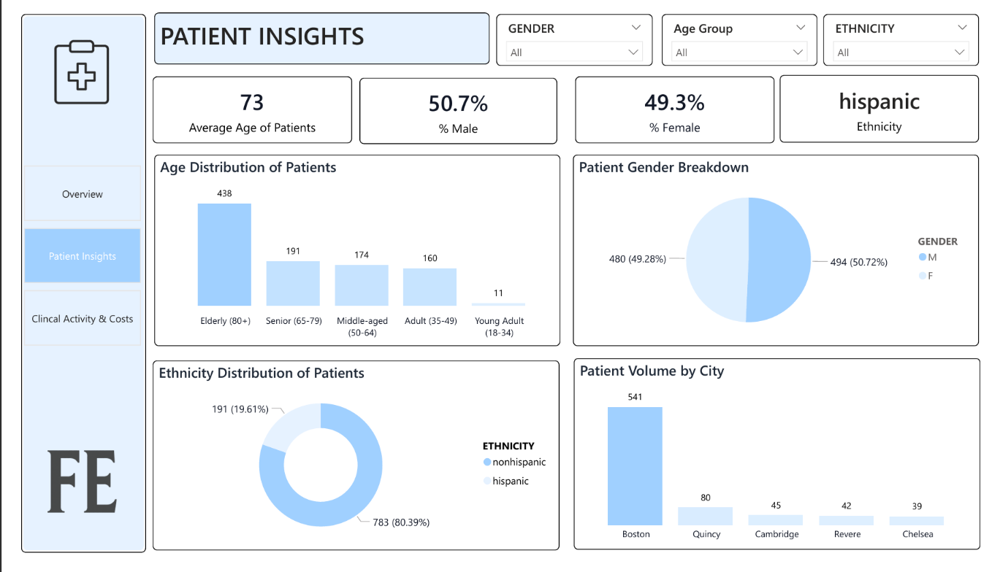 PATIENT INSIGHTS
GENDER
All
Age Group
All
ETHNICITY
All
73
Average Age of Patients
50.7%
% Male
49.3%
% Female
hispanic
Ethnicity
Overview
Patient Insights
Clincal Activity & Costs
FE
Age Distribution of Patients
438
191
174
160
11
Elderly (80+)
Senior (65-79)
Middle-aged
(50-64)
Adult (35-49)
Young Adult
(18-34)
Patient Gender Breakdown
480 (49.28%)
494 (50.72%)
GENDER
M
F
Ethnicity Distribution of Patients
191 (19.61%)
783 (80.39%)
ETHNICITY
nonhispanic
hispanic
Patient Volume by City
541
80
45
42
39
Boston
Quincy
Cambridge
Revere
Chelsea